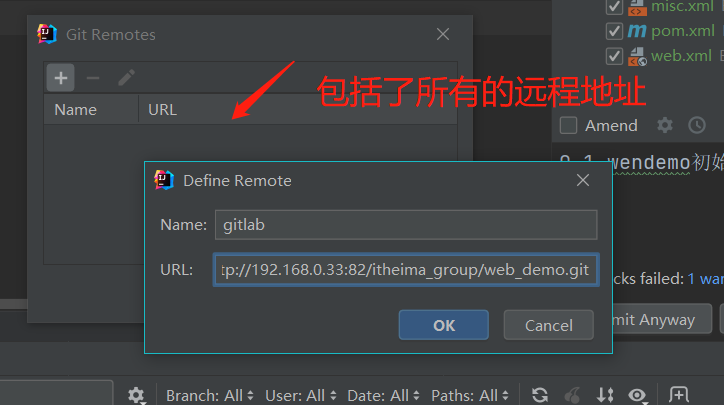 Git Remotes
misc.xml
pom.xml
web.xml
Name
URL
包括了所有的远程地址
Amend
Define Remote
wendemo初始
Name:
gitlab
URL:
tp://192.168.0.33:82/itheima_group/web_demo.git
cks failed: 1 war
OK
Cancel
mit Anyway
Branch: All
User: All
Date: All
Paths: All